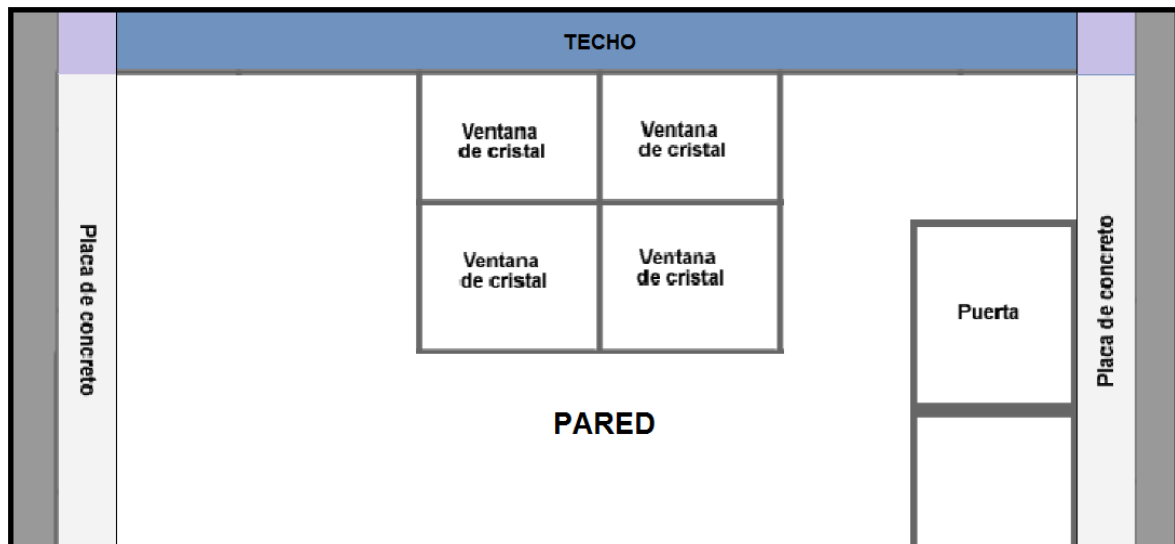 TECHO
Ventana
de cristal
Ventana
de cristal
Placa de concreto
Ventana
de cristal
Ventana
de cristal
Puerta
Placa de concreto
PARED